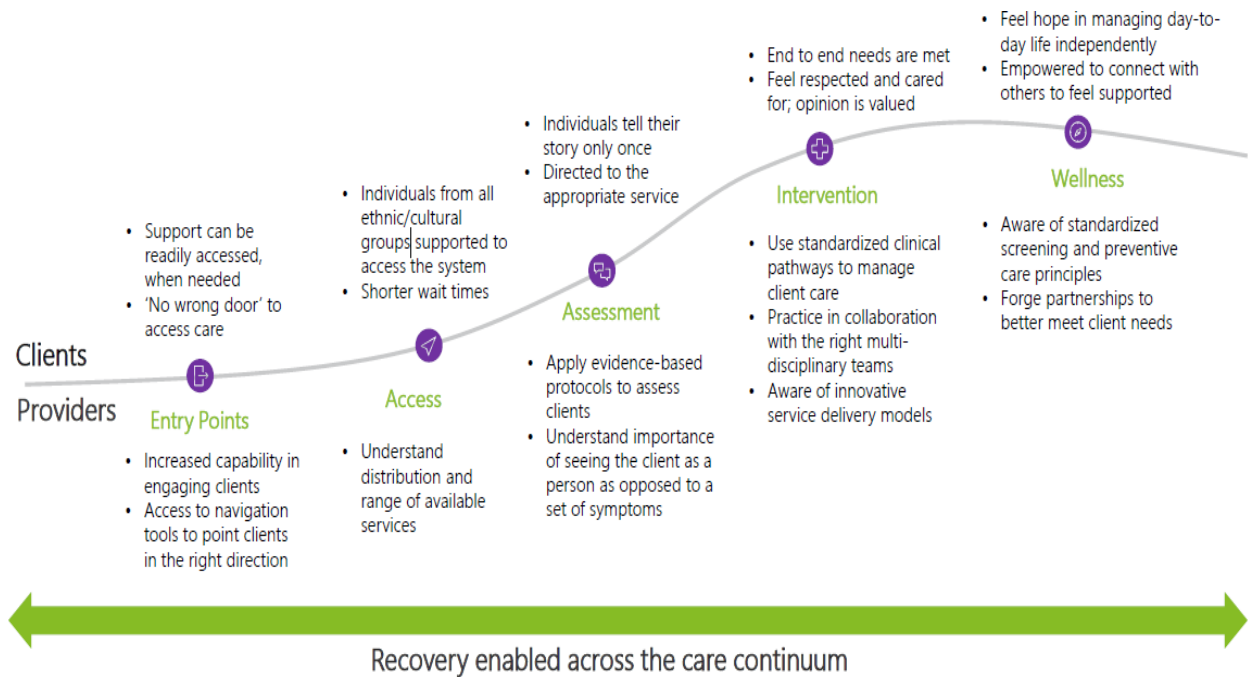 • Support can be
readily accessed,
when needed
• ‘No wrong door’ to
access care
• Individuals from all
ethnic/cultural
groups supported to
access the system
• Shorter wait times
• Individuals tell their
story only once
• Directed to the
appropriate service
• End to end needs are met
• Feel respected and cared
for; opinion is valued
• Feel hope in managing day-to-
day life independently
• Empowered to connect with
others to feel supported
Clients
Providers
Entry Points
• Increased capability in
engaging clients
• Access to navigation
tools to point clients
in the right direction
Access
• Understand
distribution and
range of available
services
Assessment
• Apply evidence-based
protocols to assess
clients
• Understand importance
of seeing the client as a
person as opposed to a
set of symptoms
Intervention
• Use standardized clinical
pathways to manage
client care
• Practice in collaboration
with the right multi-
disciplinary teams
• Aware of innovative
service delivery models
Wellness
• Aware of standardized
screening and preventive
care principles
• Forge partnerships to
better meet client needs
Recovery enabled across the care continuum